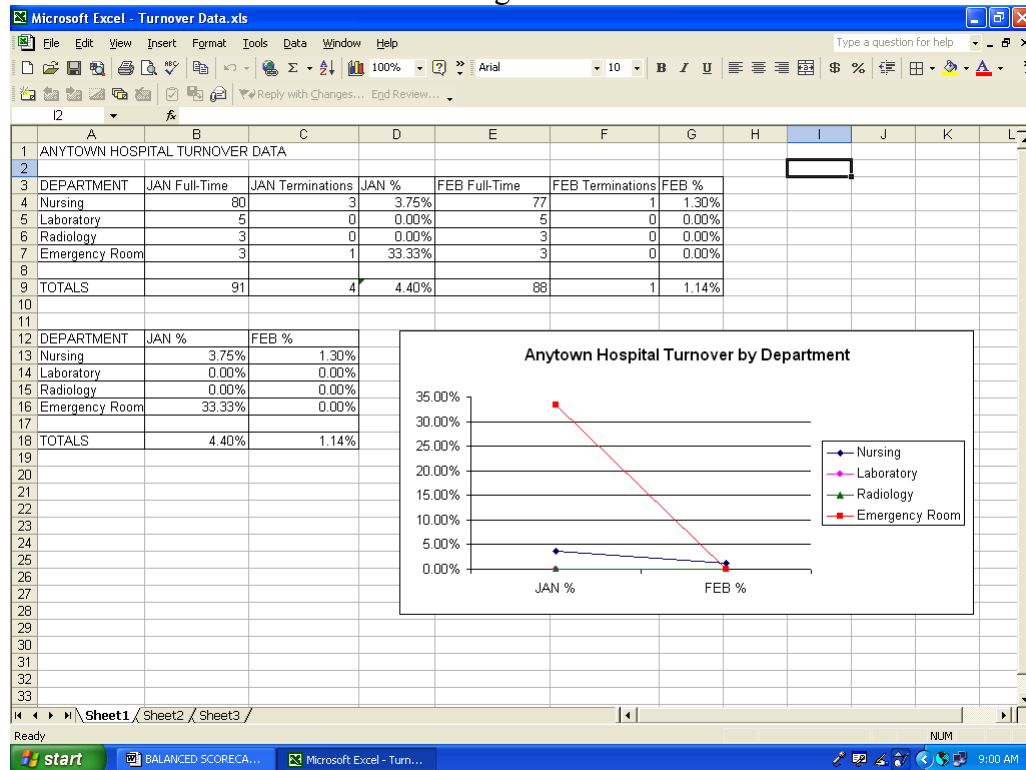 Microsoft Excel - Turnover Data.xls
File Edit View Insert Format Tools Data Window Help Type a question for help
100% Arial 10 B I U $ %
Reply with Changes... End Review...
I2 fx
A B C D E F G H I J K L
1 ANYTOWN HOSPITAL TURNOVER DATA
2
3 DEPARTMENT JAN Full-Time JAN Terminations JAN % FEB Full-Time FEB Terminations FEB %
4 Nursing 80 3 3.75% 77 1 1.30%
5 Laboratory 5 0 0.00% 5 0 0.00%
6 Radiology 3 0 0.00% 3 0 0.00%
7 Emergency Room 3 1 33.33% 3 0 0.00%
8
9 TOTALS 91 4 4.40% 88 1 1.14%
10
11
12 DEPARTMENT JAN % FEB %
13 Nursing 3.75% 1.30%
14 Laboratory 0.00% 0.00%
15 Radiology 0.00% 0.00%
16 Emergency Room 33.33% 0.00%
17
18 TOTALS 4.40% 1.14%
19
20
21
22
23
24
25
26
27
28
29
30
31
32
33
Anytown Hospital Turnover by Department
35.00%
30.00%
25.00%
20.00%
15.00%
10.00%
5.00%
0.00%
JAN % FEB %
Nursing
Laboratory
Radiology
Emergency Room
Sheet1 Sheet2 Sheet3
Ready NUM
start BALANCED SCORECA... Microsoft Excel - Turn... 9:00 AM